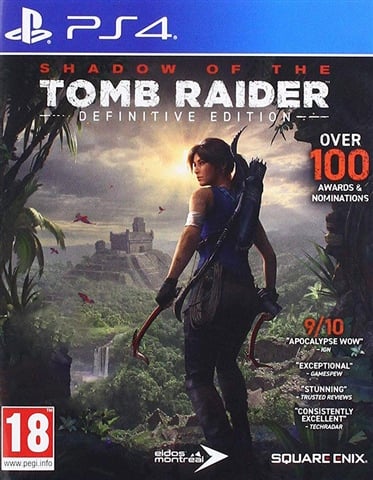 PS4
SHADOW OF THE
TOMB RAIDER
DEFINITIVE EDITION
OVER
100
AWARDS &
NOMINATIONS
9/10
"APOCALYPSE WOW"
- IGN
"EXCEPTIONAL"
- GAMESPEW
"STUNNING"
- TRUSTED REVIEWS
"CONSISTENTLY
EXCELLENT"
- TECHRADAR
18
www.pegi.info
eidos
montréal
SQUARE ENIX